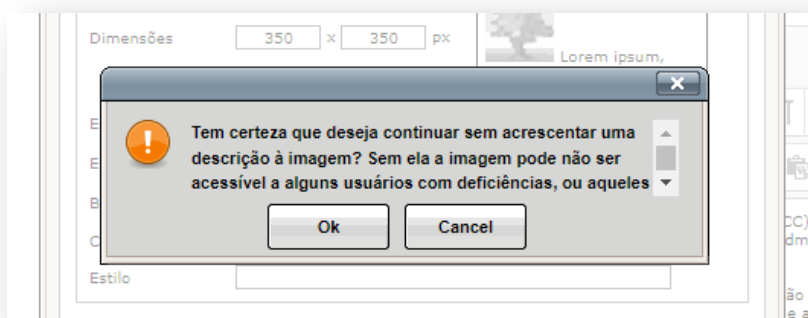 Dimensões 350 x 350 px
Lorem ipsum,
Tem certeza que deseja continuar sem acrescentar uma
descrição à imagem? Sem ela a imagem pode não ser
acessível a alguns usuários com deficiências, ou aqueles
Ok Cancel
Estilo